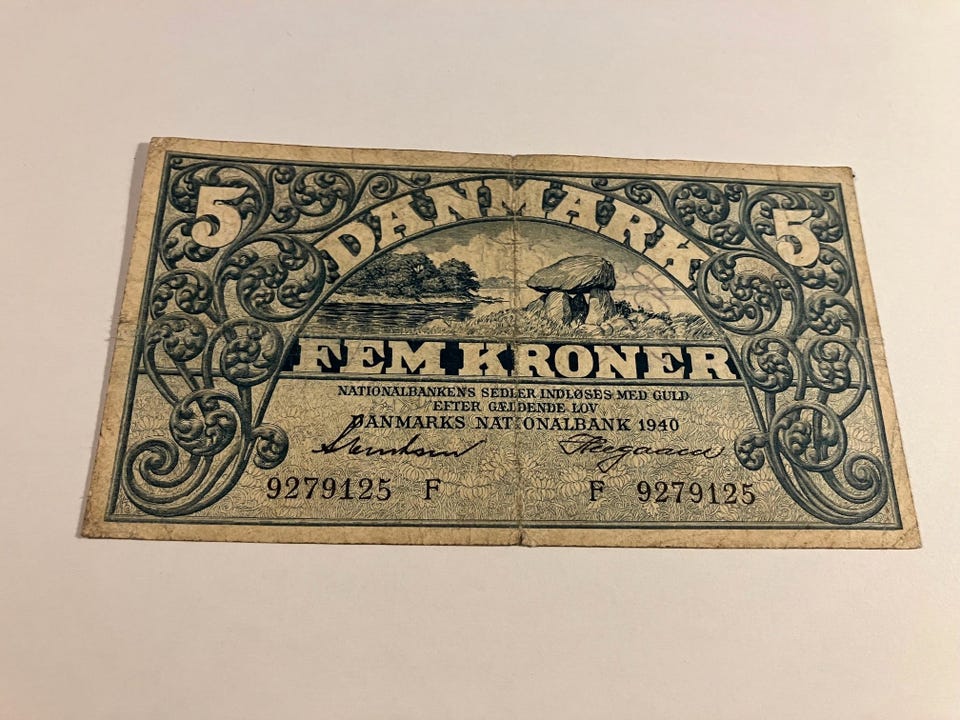 5 DANMARK 5
FEM KRONER
NATIONALBANKENS SEDLER INDLØSES MED GULD
EFTER GÆLDENDE LOV
DANMARKS NATIONALBANK 1940
9279125 F F 9279125